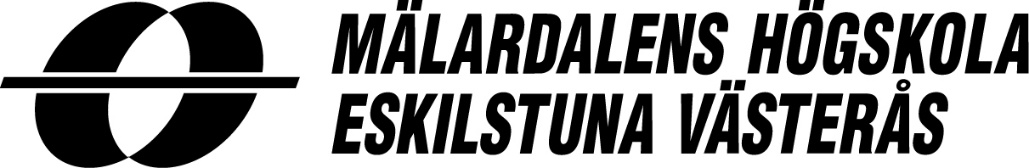 MÄLARDALENS HÖGSKOLA
ESKILSTUNA VÄSTERÅS